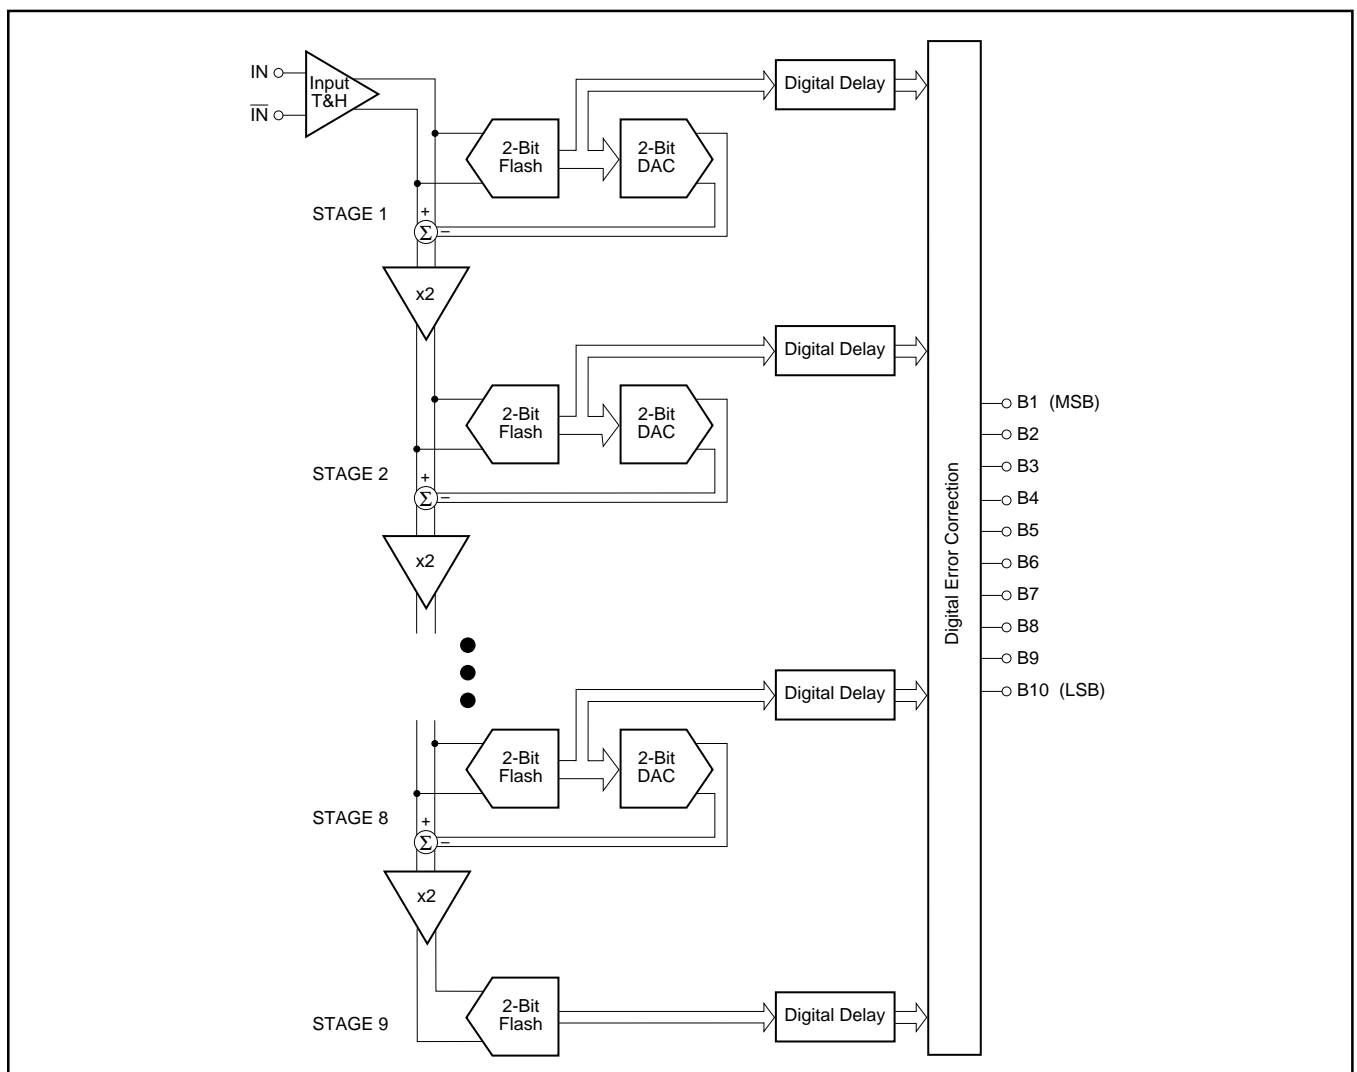 IN
IN
Input
T&H
Digital Delay
2-Bit
Flash
2-Bit
DAC
STAGE 1
+
Σ
–
x2
Digital Delay
2-Bit
Flash
2-Bit
DAC
STAGE 2
+
Σ
–
x2
Digital Delay
2-Bit
Flash
2-Bit
DAC
STAGE 8
+
Σ
–
x2
2-Bit
Flash
STAGE 9
Digital Delay
Digital Error Correction
B1 (MSB)
B2
B3
B4
B5
B6
B7
B8
B9
B10 (LSB)